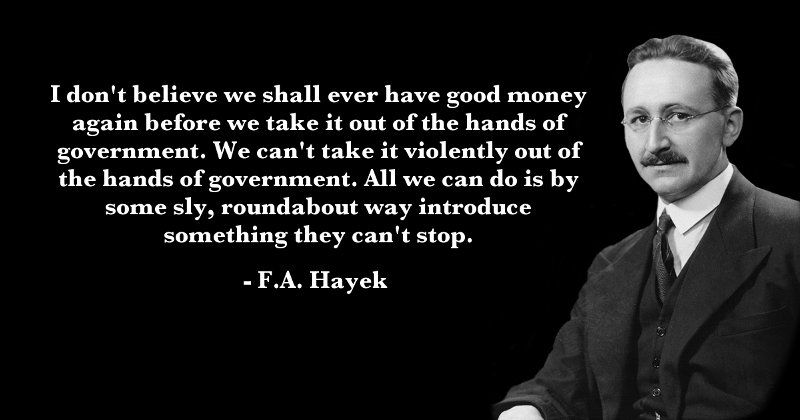 I don't believe we shall ever have good money
again before we take it out of the hands of
government. We can't take it violently out of
the hands of government. All we can do is by
some sly, roundabout way introduce
something they can't stop.
- F.A. Hayek